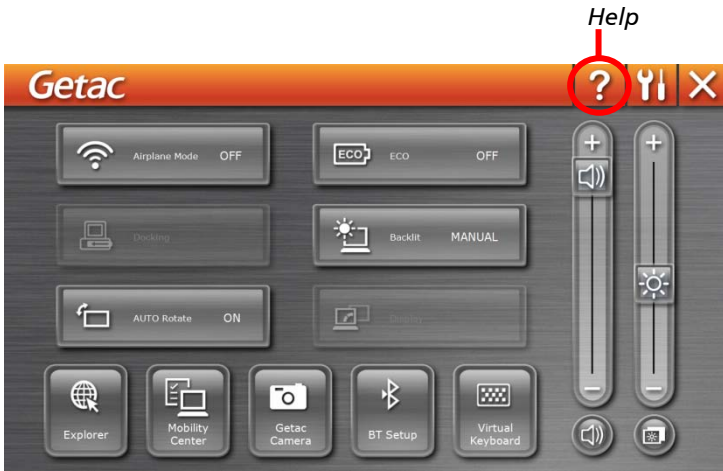 Help
Getac
?
Airplane Mode OFF
ECO ECO OFF
+ +
Docking
Backlit MANUAL
AUTO Rotate ON
Display
− −
Explorer
Mobility
Center
Getac
Camera
BT Setup
Virtual
Keyboard